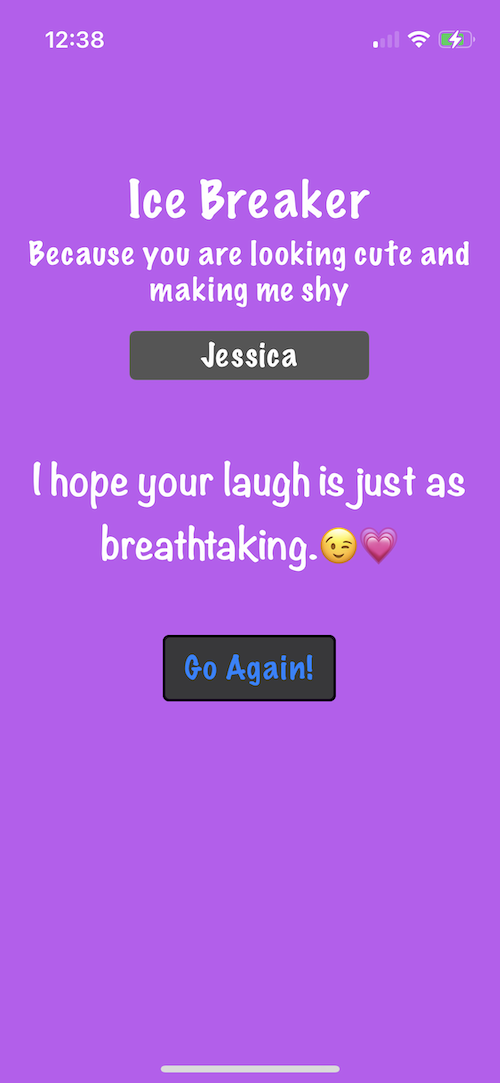 12:38
Ice Breaker
Because you are looking cute and
making me shy
Jessica
I hope your laugh is just as
breathtaking.😉💗
Go Again!